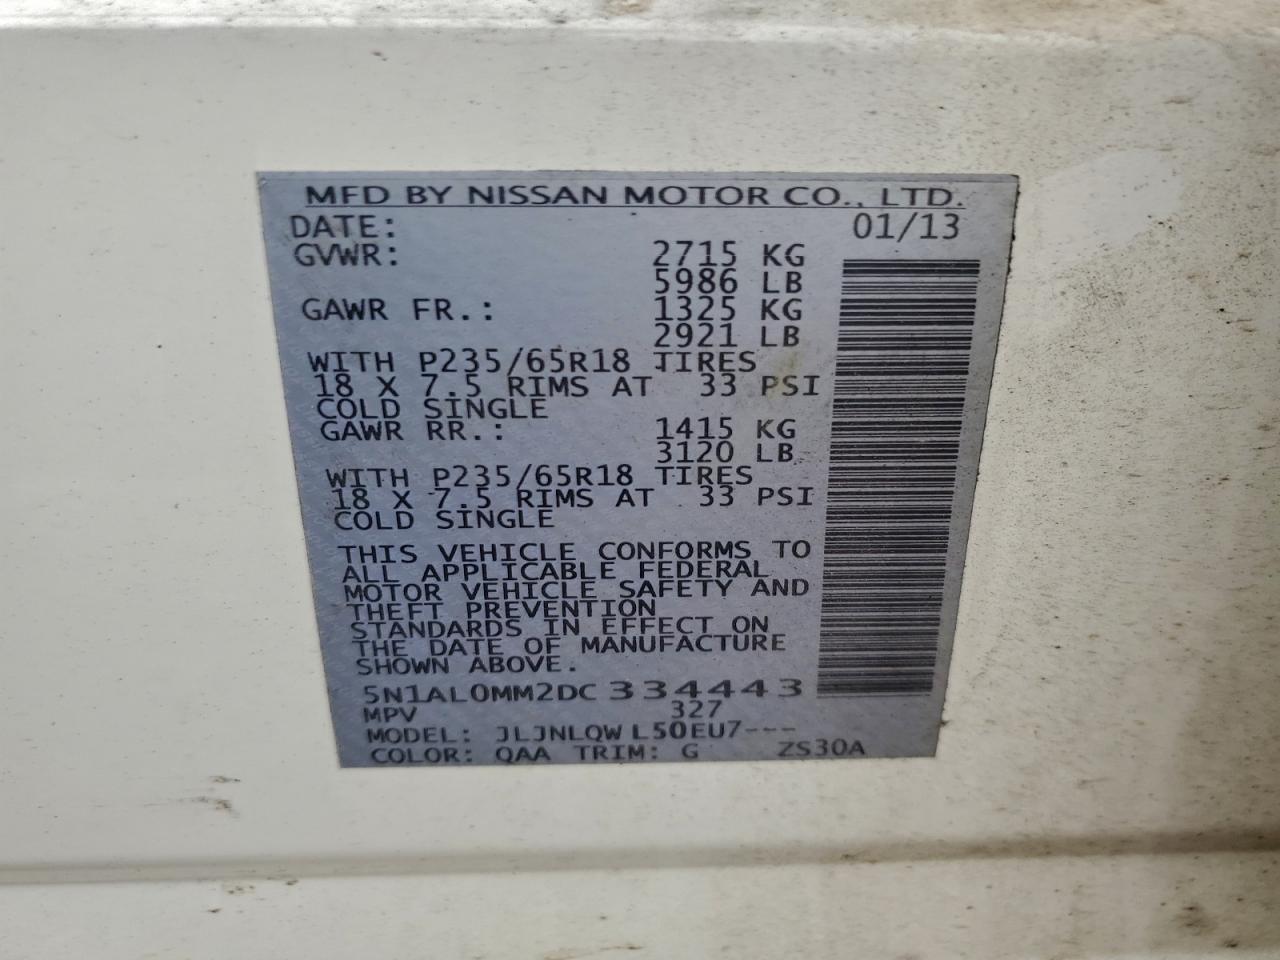 MFD BY NISSAN MOTOR CO., LTD.
DATE: 01/13
GVWR: 2715 KG
5986 LB
GAWR FR.: 1325 KG
2921 LB
WITH P235/65R18 TIRES
18 X 7.5 RIMS AT 33 PSI
COLD SINGLE
GAWR RR.: 1415 KG
3120 LB
WITH P235/65R18 TIRES
18 X 7.5 RIMS AT 33 PSI
COLD SINGLE
THIS VEHICLE CONFORMS TO
ALL APPLICABLE FEDERAL
MOTOR VEHICLE SAFETY AND
THEFT PREVENTION
STANDARDS IN EFFECT ON
THE DATE OF MANUFACTURE
SHOWN ABOVE.
5N1AL0MM2DC334443
MPV 327
MODEL: JLJNLQW L50EU7---
COLOR: QAA TRIM: G ZS30A